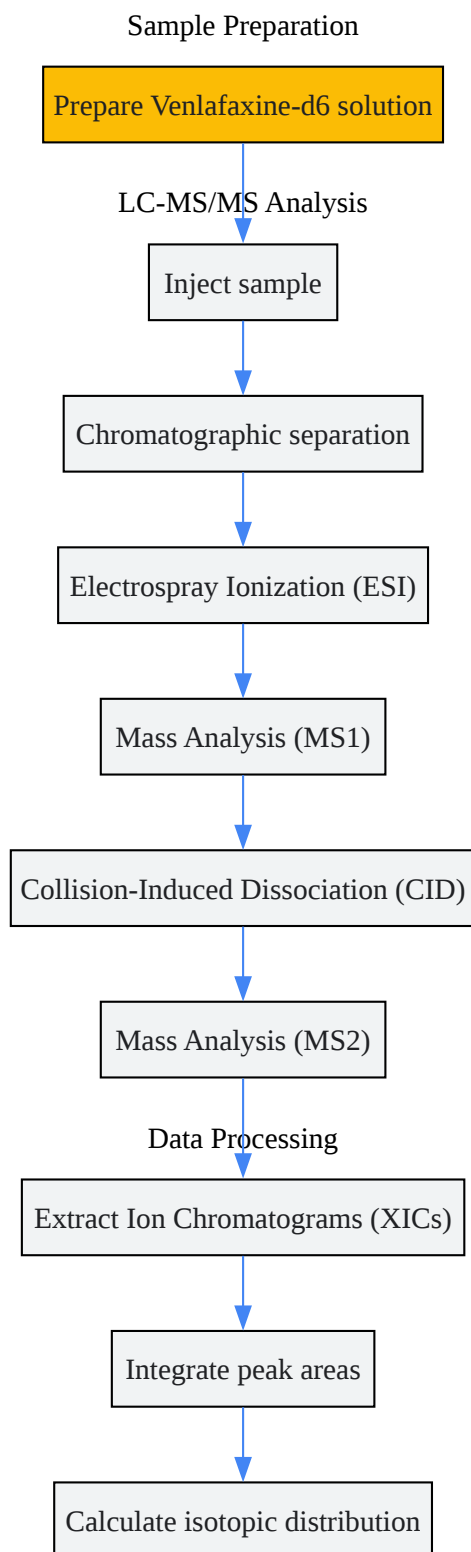 Sample Preparation
Prepare Venlafaxine-d6 solution
LC-MS/MS Analysis
Inject sample
Chromatographic separation
Electrospray Ionization (ESI)
Mass Analysis (MS1)
Collision-Induced Dissociation (CID)
Mass Analysis (MS2)
Data Processing
Extract Ion Chromatograms (XICs)
Integrate peak areas
Calculate isotopic distribution